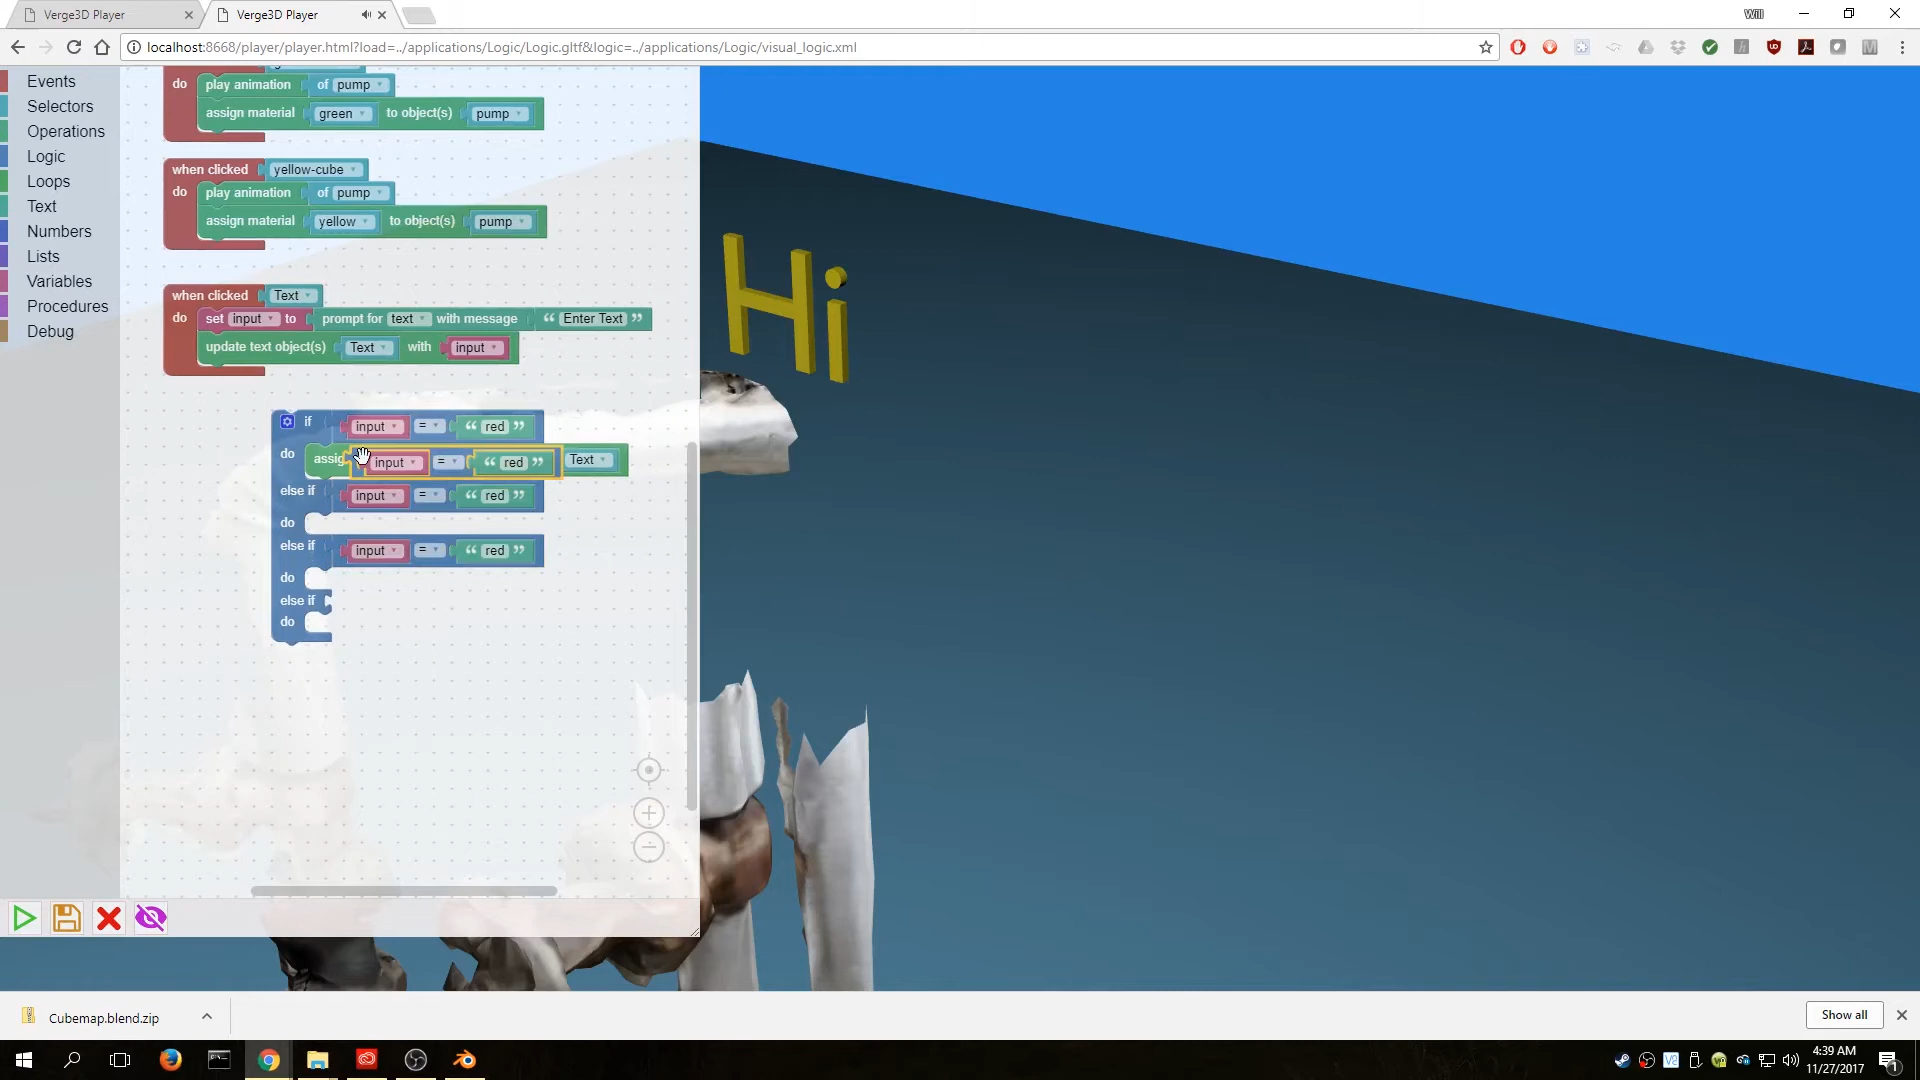 Verge3D Player
Verge3D Player
Will
localhost:8668/player/player.html?load=../applications/Logic/Logic.gltf&logic=../applications/Logic/visual_logic.xml
Events
Selectors
Operations
Logic
Loops
Text
Numbers
Lists
Variables
Procedures
Debug
do play animation of pump
assign material green to object(s) pump
when clicked yellow-cube
do play animation of pump
assign material yellow to object(s) pump
when clicked Text
do set input to prompt for text with message “ Enter Text ”
update text object(s) Text with input
if input = “ red ”
do assig input = “ red ” Text
else if input = “ red ”
do
else if input = “ red ”
do
else if
do
Hi
Cubemap.blend.zip
Show all
4:39 AM
11/27/2017